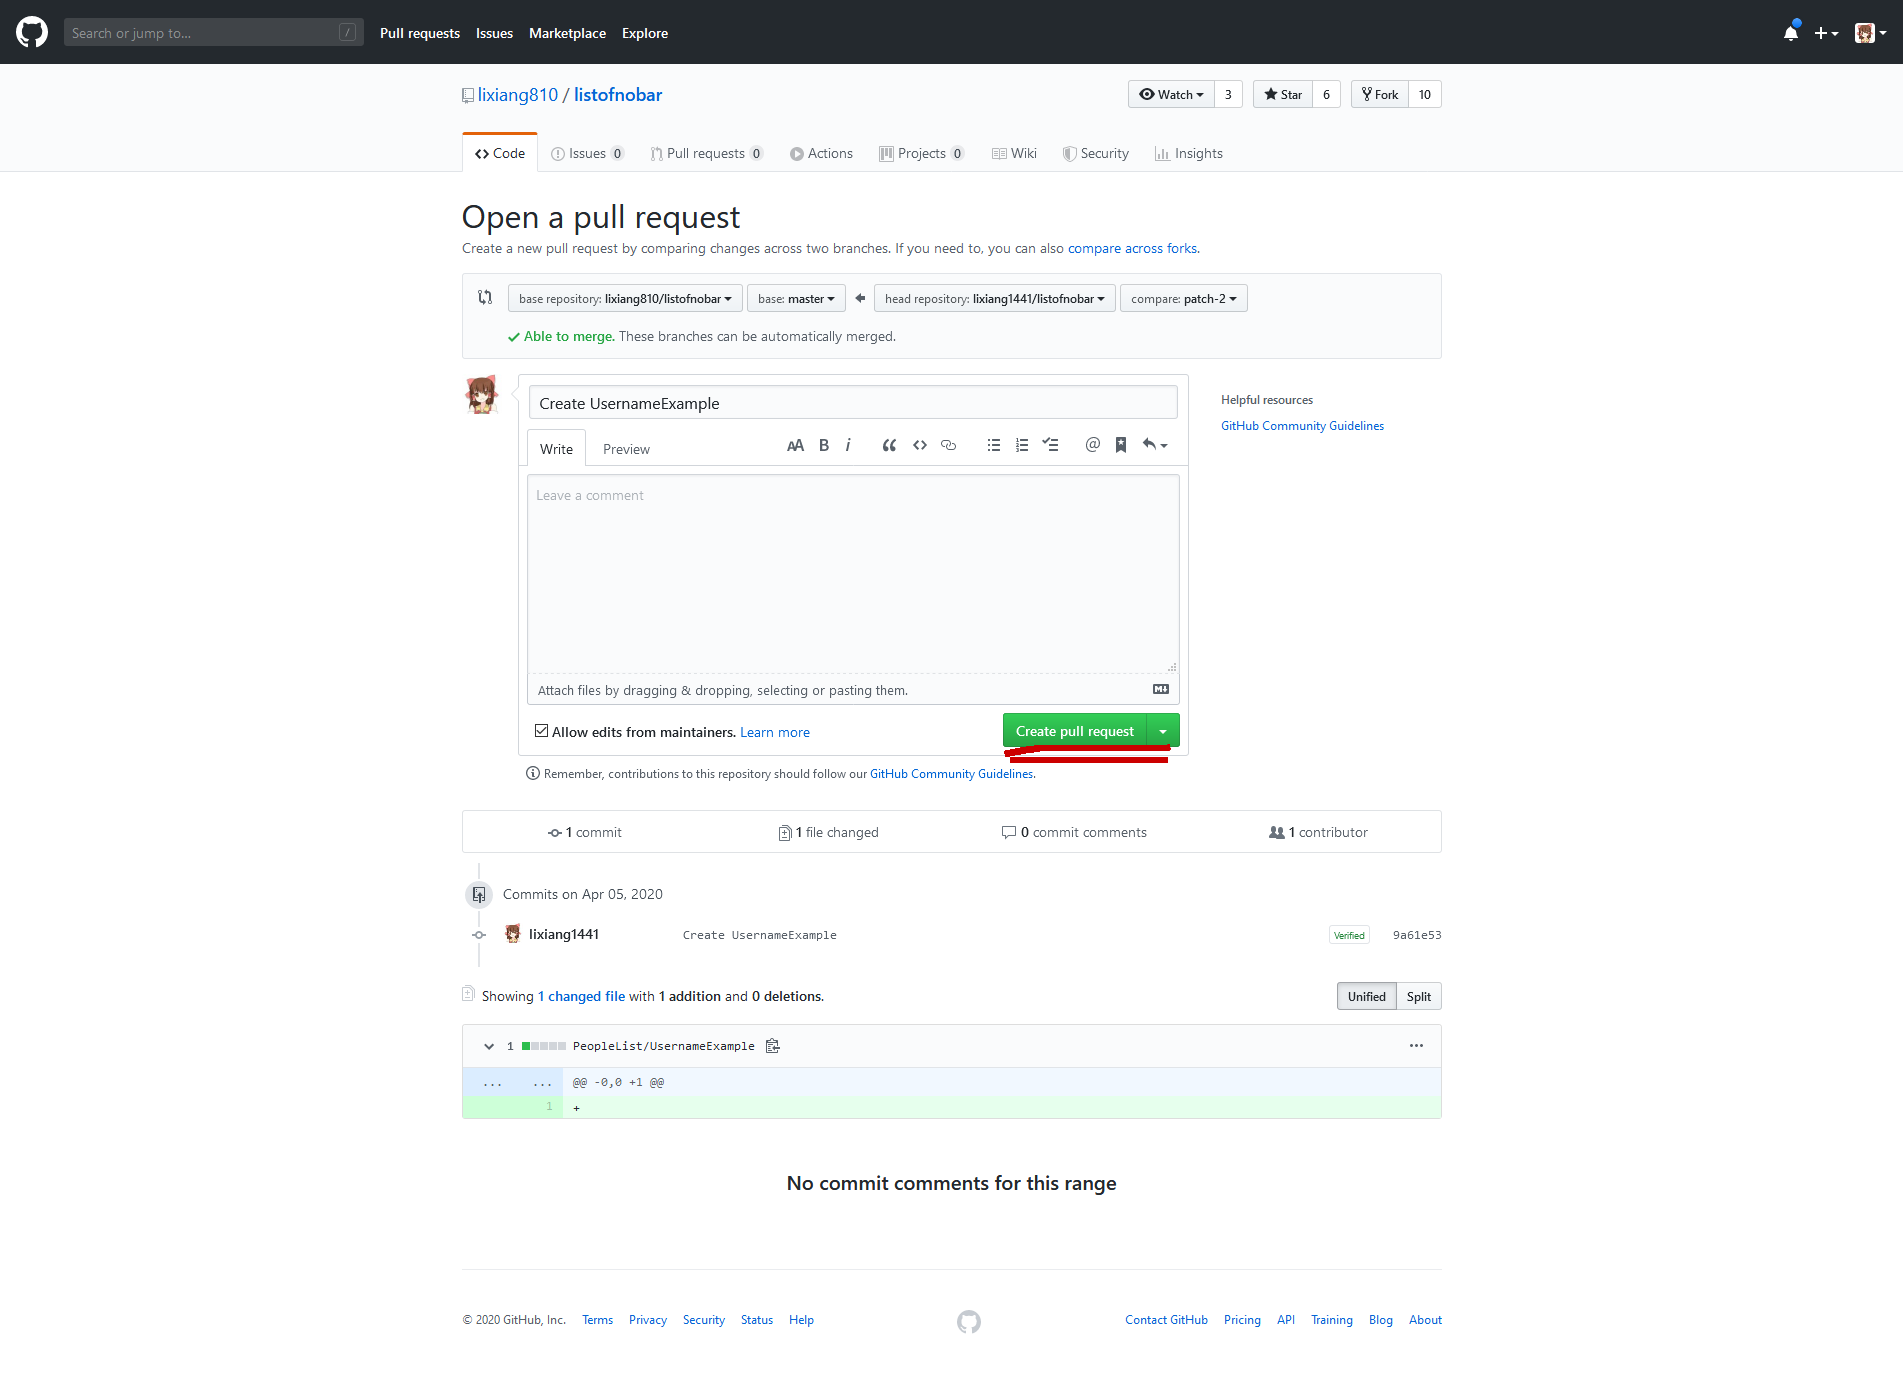 Search or jump to... /
Pull requests Issues Marketplace Explore
lixiang810 / listofnobar
Watch 3 Star 6 Fork 10
Code Issues 0 Pull requests 0 Actions Projects 0 Wiki Security Insights
Open a pull request
Create a new pull request by comparing changes across two branches. If you need to, you can also compare across forks.
base repository: lixiang810/listofnobar base: master head repository: lixiang1441/listofnobar compare: patch-2
Able to merge. These branches can be automatically merged.
Create UsernameExample
Write Preview AA B i @
Leave a comment
Attach files by dragging & dropping, selecting or pasting them.
Allow edits from maintainers. Learn more
Create pull request
Remember, contributions to this repository should follow our GitHub Community Guidelines.
Helpful resources
GitHub Community Guidelines
1 commit 1 file changed 0 commit comments 1 contributor
Commits on Apr 05, 2020
lixiang1441 Create UsernameExample Verified 9a61e53
Showing 1 changed file with 1 addition and 0 deletions.
Unified Split
1 PeopleList/UsernameExample ...
... ... @@ -0,0 +1 @@
1 +
No commit comments for this range
© 2020 GitHub, Inc. Terms Privacy Security Status Help
Contact GitHub Pricing API Training Blog About